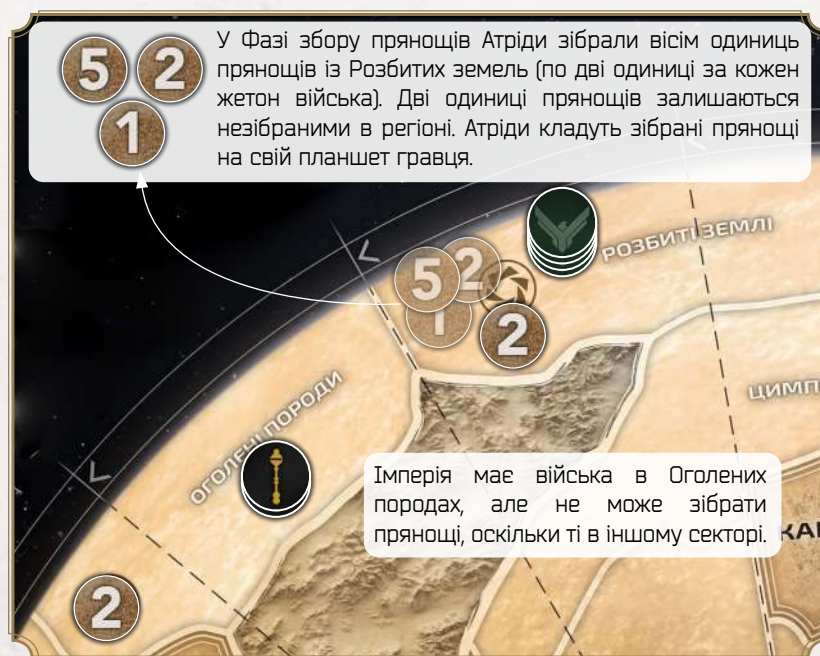 У Фазі збору прянощів Атріди зібрали вісім одиниць
прянощів із Розбитих земель (по дві одиниці за кожен
жетон війська). Дві одиниці прянощів залишаються
незібраними в регіоні. Атріди кладуть зібрані прянощі
на свій планшет гравця.
5 2
1
РОЗБИТІ ЗЕМЛІ
5 2
1
2
ЦИМП
ОГОЛЕНІ ПОРОДИ
Імперія має війська в Оголених
породах, але не може зібрати
прянощі, оскільки ті в іншому секторі.
КАР
2